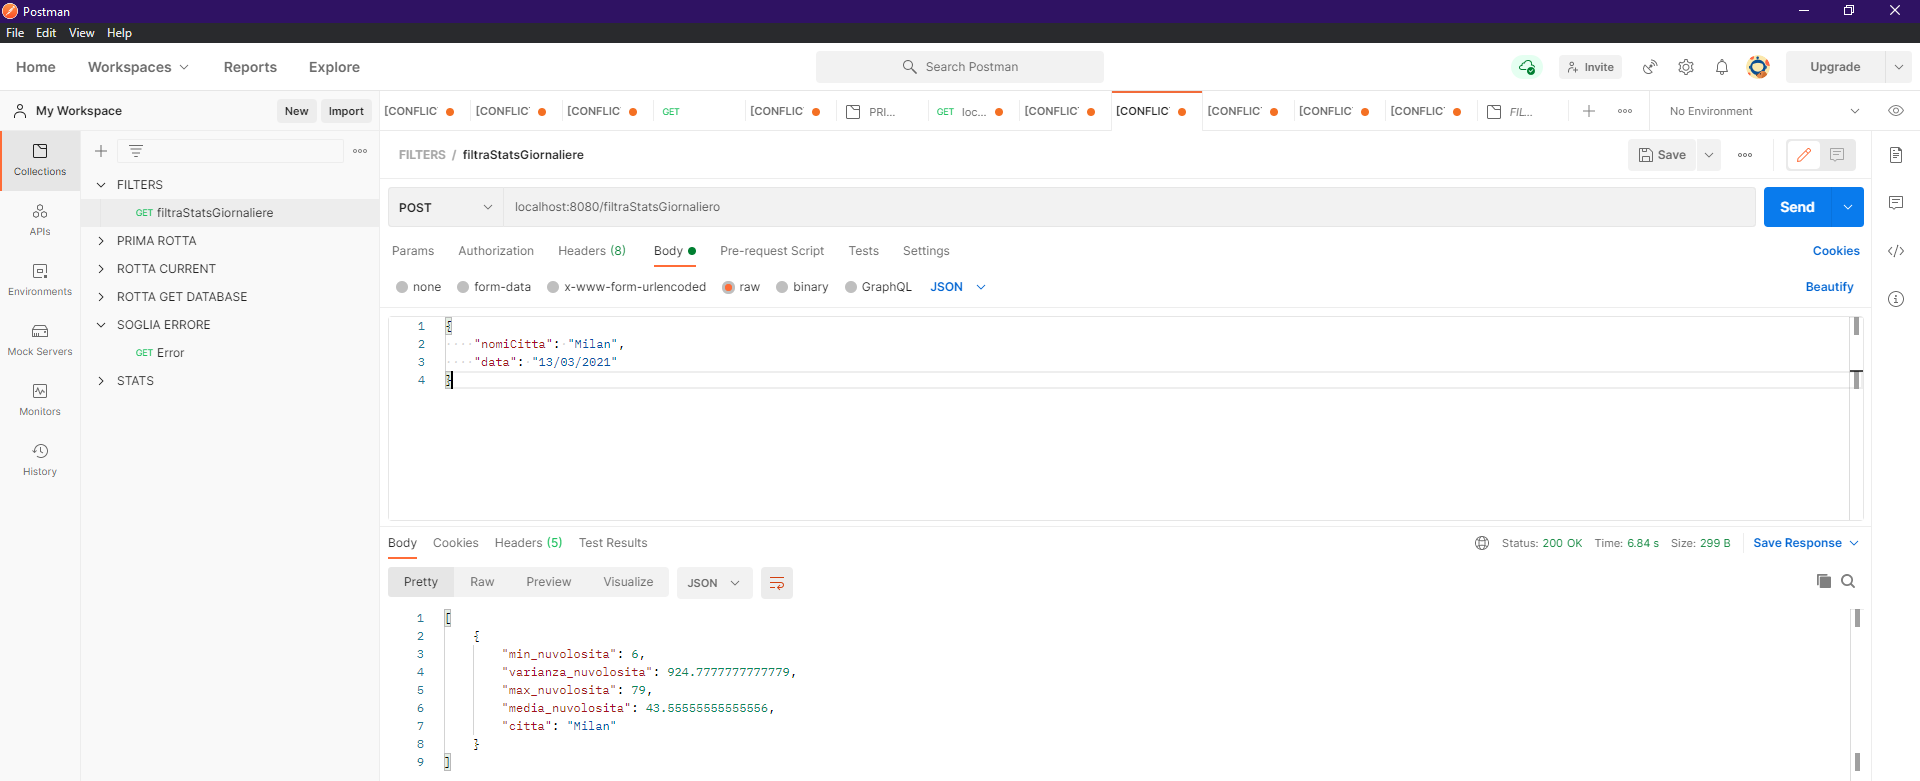 Postman
File Edit View Help
Home Workspaces Reports Explore Search Postman Invite Upgrade
My Workspace New Import [CONFLIC [CONFLIC [CONFLIC GET [CONFLIC PRI... GET loc... [CONFLIC [CONFLIC [CONFLIC [CONFLIC [CONFLIC FIL... No Environment
Collections
APIs
Environments
Mock Servers
Monitors
History
FILTERS
GET filtraStatsGiornaliere
PRIMA ROTTA
ROTTA CURRENT
ROTTA GET DATABASE
SOGLIA ERRORE
GET Error
STATS
FILTERS / filtraStatsGiornaliere Save
POST localhost:8080/filtraStatsGiornaliero Send
Params Authorization Headers (8) Body Pre-request Script Tests Settings Cookies
none form-data x-www-form-urlencoded raw binary GraphQL JSON Beautify
1 {
2 "nomiCitta": "Milan",
3 "data": "13/03/2021"
4 }
Body Cookies Headers (5) Test Results Status: 200 OK Time: 6.84 s Size: 299 B Save Response
Pretty Raw Preview Visualize JSON
1 [
2 {
3 "min_nuvolosita": 6,
4 "varianza_nuvolosita": 924.7777777777779,
5 "max_nuvolosita": 79,
6 "media_nuvolosita": 43.55555555555556,
7 "citta": "Milan"
8 }
9 ]